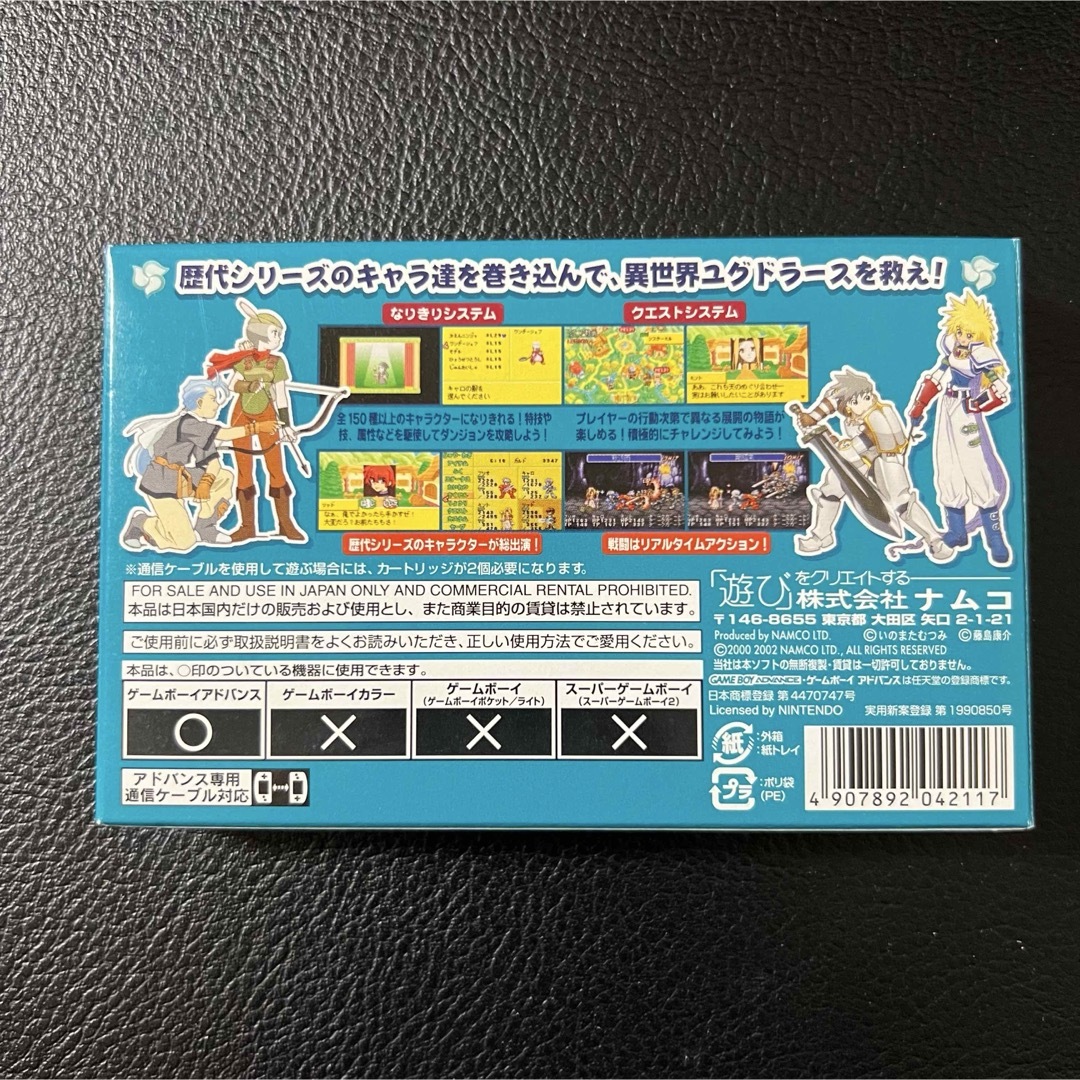 歴代シリーズのキャラ達を巻き込んで、異世界ユグドラースを救え!
なりきりシステム
クエストシステム
全150種以上のキャラクターになりきれる!特技や
技、属性などを駆使してダンジョンを攻略しよう!
プレイヤーの行動次第で異なる展開の物語が
楽しめる!積極的にチャレンジしてみよう!
なぁ、俺でよかったら手をかすぜ!
大変だろ!お前たちもさ!
歴代シリーズのキャラクターが総出演!
戦闘はリアルタイムアクション!
※通信ケーブルを使用して遊ぶ場合には、カートリッジが2個必要になります。
FOR SALE AND USE IN JAPAN ONLY AND COMMERCIAL RENTAL PROHIBITED.
本品は日本国内だけの販売および使用とし、また商業目的の賃貸は禁止されています。
ご使用前に必ず取扱説明書をよくお読みいただき、正しい使用方法でご愛用ください。
本品は、○印のついている機器に使用できます。
ゲームボーイアドバンス
ゲームボーイカラー
ゲームボーイ
(ゲームボーイポケット/ライト)
スーパーゲームボーイ
(スーパーゲームボーイ2)
○
×
×
×
アドバンス専用
通信ケーブル対応
「遊び」をクリエイトする
株式会社ナムコ
〒146-8655 東京都 大田区 矢口 2-1-21
Produced by NAMCO LTD. ©いのまたむつみ ©藤島康介
©2000 2002 NAMCO LTD., ALL RIGHTS RESERVED
当社は本ソフトの無断複製・賃貸は一切許可しておりません。
GAME BOY ADVANCE・ゲームボーイ アドバンスは任天堂の登録商標です。
日本商標登録 第4470747号
Licensed by NINTENDO 実用新案登録 第1990850号
紙
:外箱
:紙トレイ
プラ
:ポリ袋
(PE)
4 907892 042117